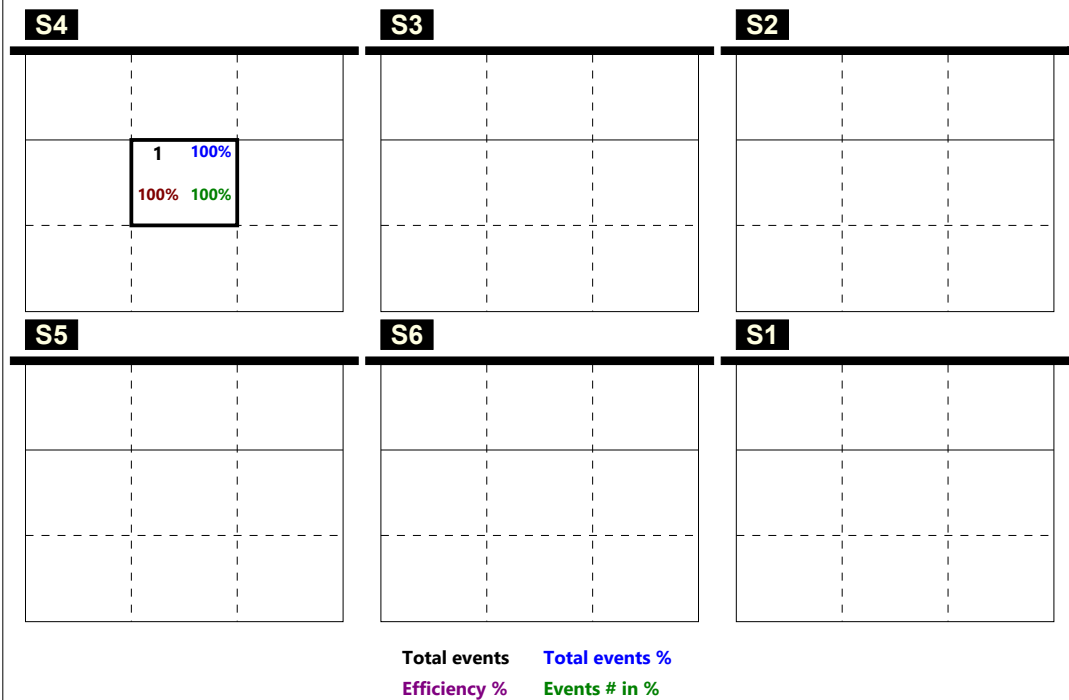 S4 S3 S2
1 100%
100% 100%
S5 S6 S1
Total events Total events %
Efficiency % Events # in %